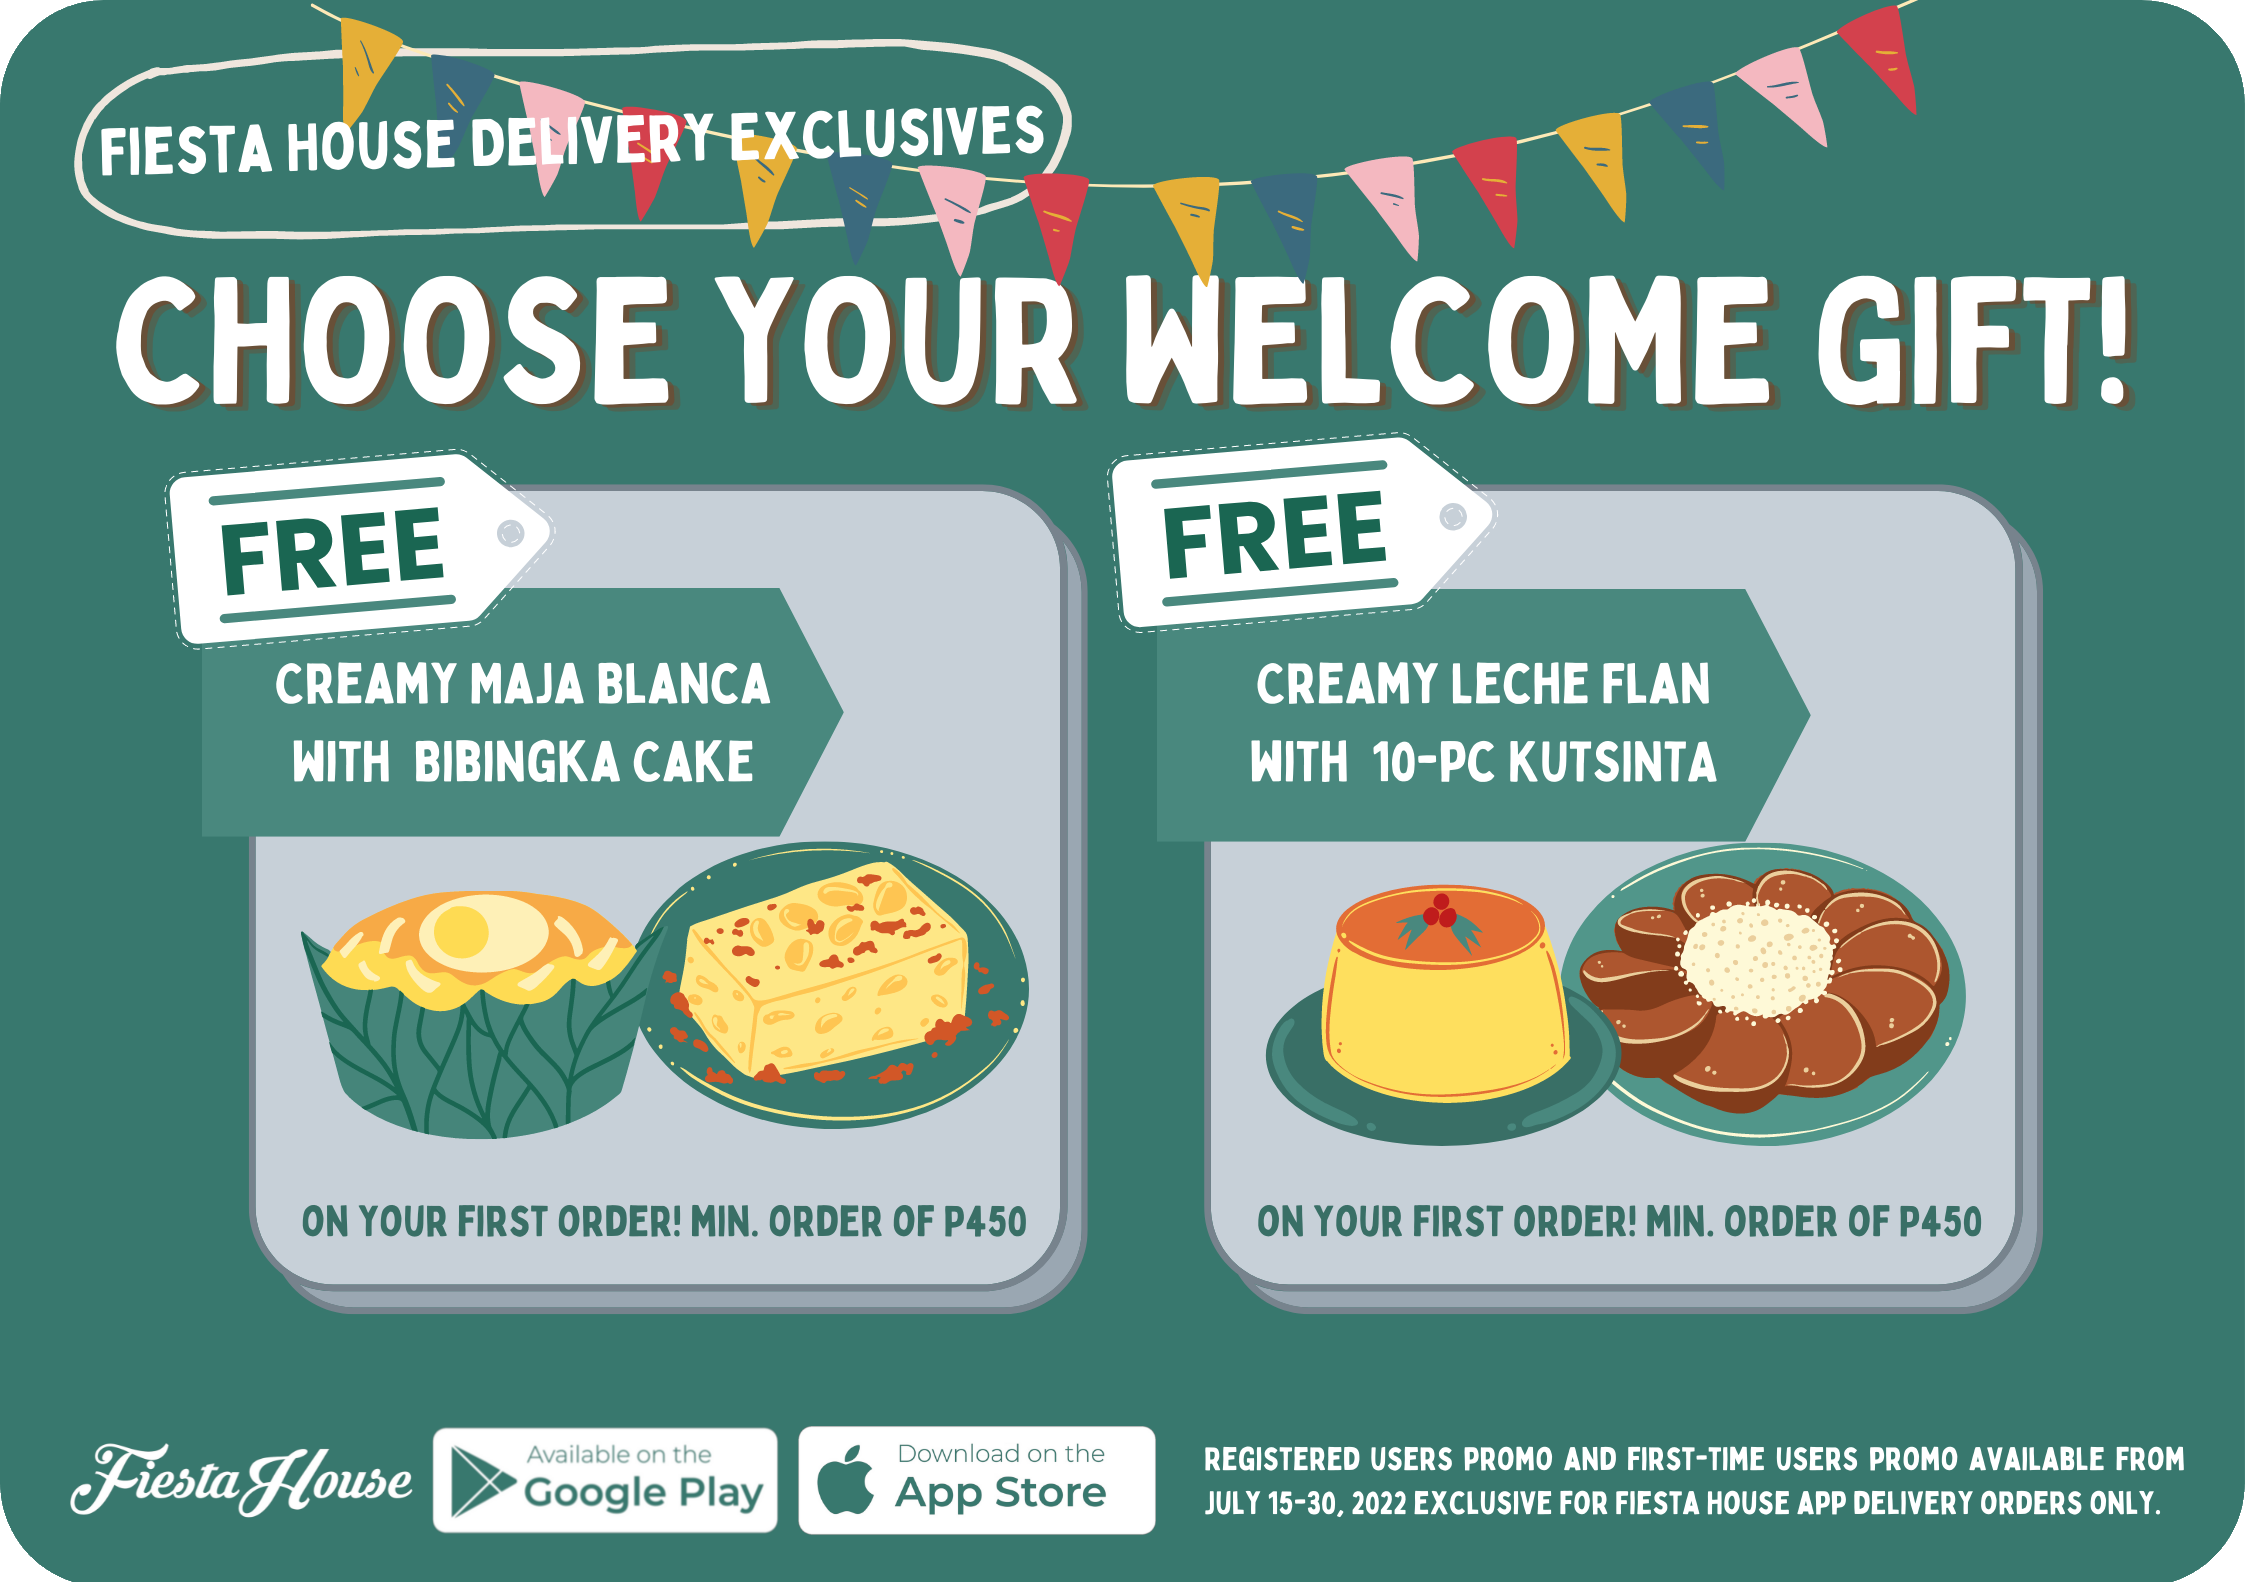 FIESTA HOUSE DELIVERY EXCLUSIVES
CHOOSE YOUR WELCOME GIFT!
FREE
CREAMY MAJA BLANCA
WITH BIBINGKA CAKE
ON YOUR FIRST ORDER! MIN. ORDER OF P450
FREE
CREAMY LECHE FLAN
WITH 10-PC KUTSINTA
ON YOUR FIRST ORDER! MIN. ORDER OF P450
Fiesta House
Available on the
Google Play
Download on the
App Store
REGISTERED USERS PROMO AND FIRST-TIME USERS PROMO AVAILABLE FROM
JULY 15-30, 2022 EXCLUSIVE FOR FIESTA HOUSE APP DELIVERY ORDERS ONLY.